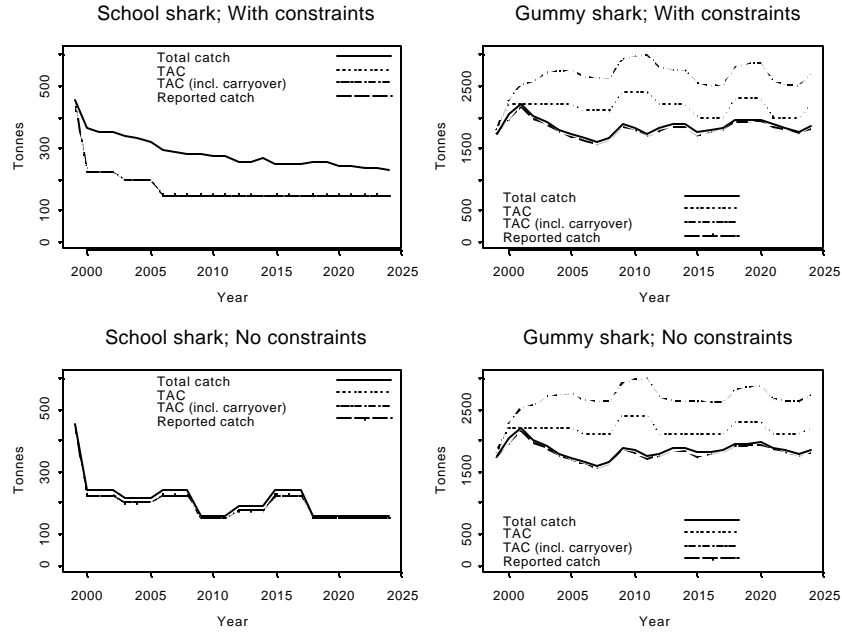 School shark; With constraints
Tonnes
500
300
100
0
Total catch
TAC
TAC (incl. carryover)
Reported catch
2000 2005 2010 2015 2020 2025
Year
Gummy shark; With constraints
Tonnes
2500
1500
500
0
Total catch
TAC
TAC (incl. carryover)
Reported catch
2000 2005 2010 2015 2020 2025
Year
School shark; No constraints
Tonnes
500
300
100
0
Total catch
TAC
TAC (incl. carryover)
Reported catch
2000 2005 2010 2015 2020 2025
Year
Gummy shark; No constraints
Tonnes
2500
1500
500
0
Total catch
TAC
TAC (incl. carryover)
Reported catch
2000 2005 2010 2015 2020 2025
Year